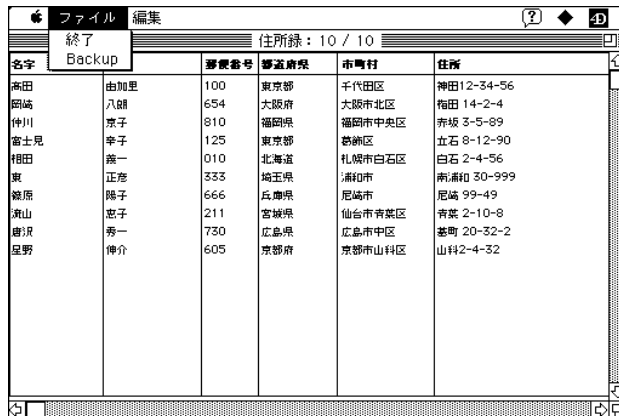 ファイル 編集 ? 4D
終了 住所録：10 / 10
Backup
名字 郵便番号 都道府県 市町村 住所
高田 由加里 100 東京都 千代田区 神田12-34-56
岡崎 八朗 654 大阪府 大阪市北区 梅田 14-2-4
仲川 京子 810 福岡県 福岡市中央区 赤坂 3-5-89
富士見 辛子 125 東京都 葛飾区 立石 8-12-90
相田 義一 010 北海道 札幌市白石区 白石 2-4-56
東 正彦 333 埼玉県 浦和市 南浦和 30-999
篠原 陽子 666 兵庫県 尼崎市 尼崎 99-49
流山 恵子 211 宮城県 仙台市青葉区 青葉 2-10-8
唐沢 秀一 730 広島県 広島市中区 基町 20-32-2
星野 伸介 605 京都府 京都市山科区 山科2-4-32